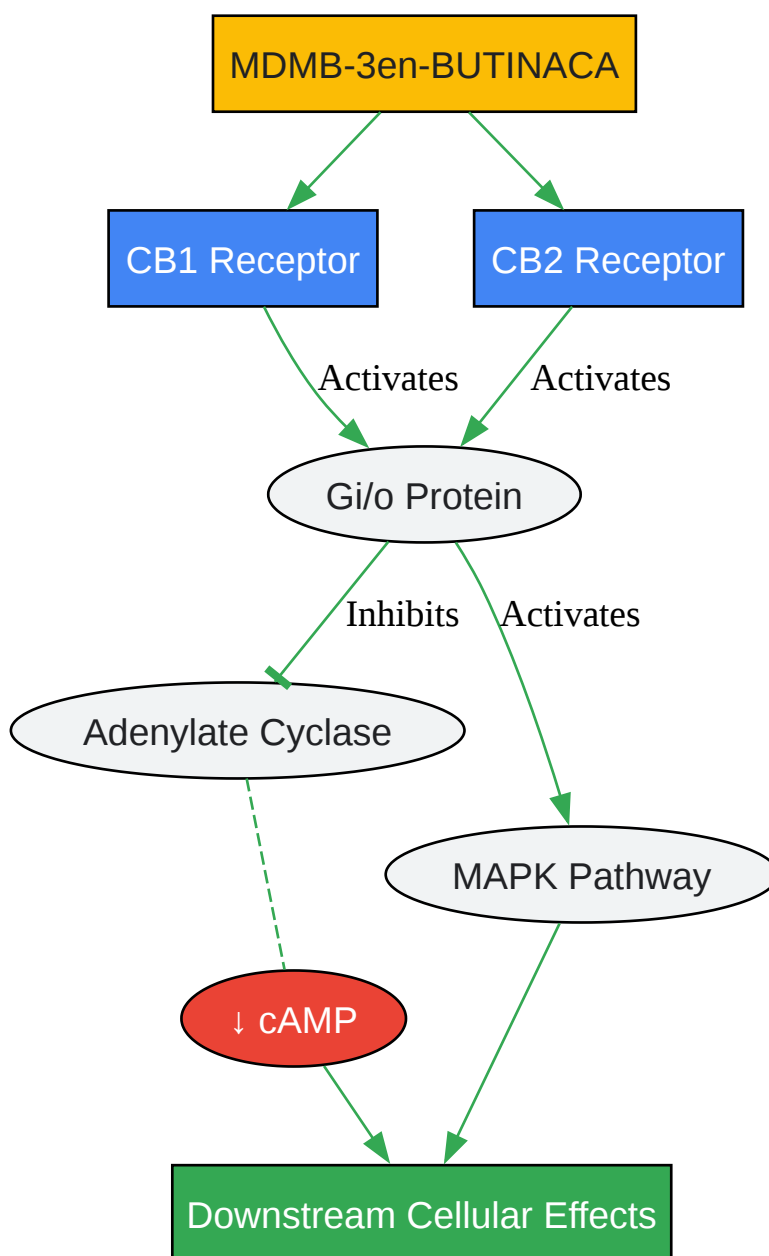 MDMB-3en-BUTINACA
CB1 Receptor
CB2 Receptor
Activates
Activates
Gi/o Protein
Inhibits
Activates
Adenylate Cyclase
MAPK Pathway
↓ cAMP
Downstream Cellular Effects